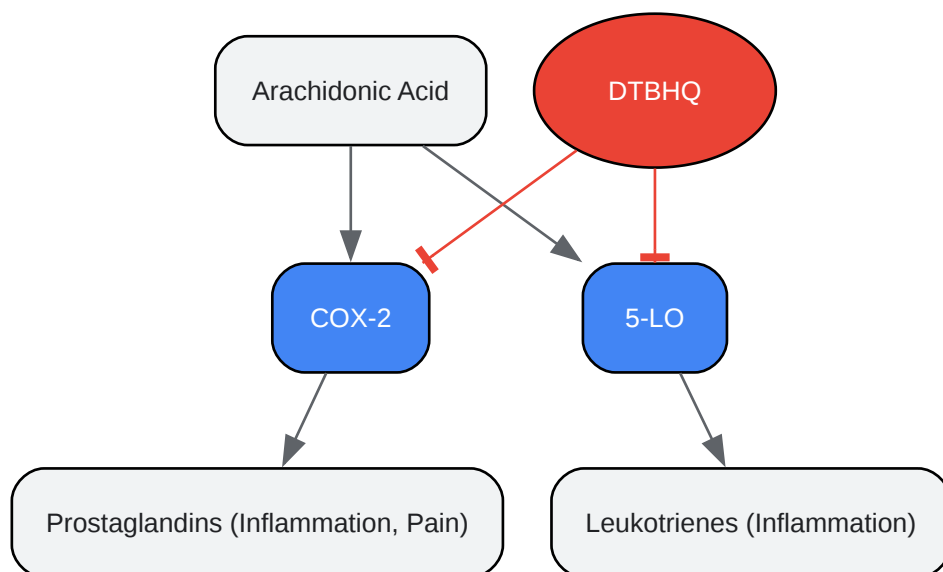 Arachidonic Acid
DTBHQ
COX-2
5-LO
Prostaglandins (Inflammation, Pain)
Leukotrienes (Inflammation)